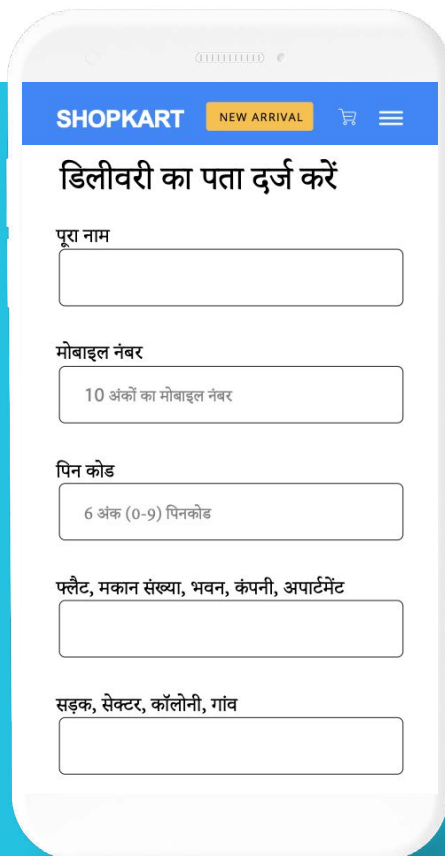 SHOPKART
NEW ARRIVAL
डिलीवरी का पता दर्ज करें
पूरा नाम
मोबाइल नंबर
10 अंकों का मोबाइल नंबर
पिन कोड
6 अंक (0-9) पिनकोड
फ्लैट, मकान संख्या, भवन, कंपनी, अपार्टमेंट
सड़क, सेक्टर, कॉलोनी, गांव